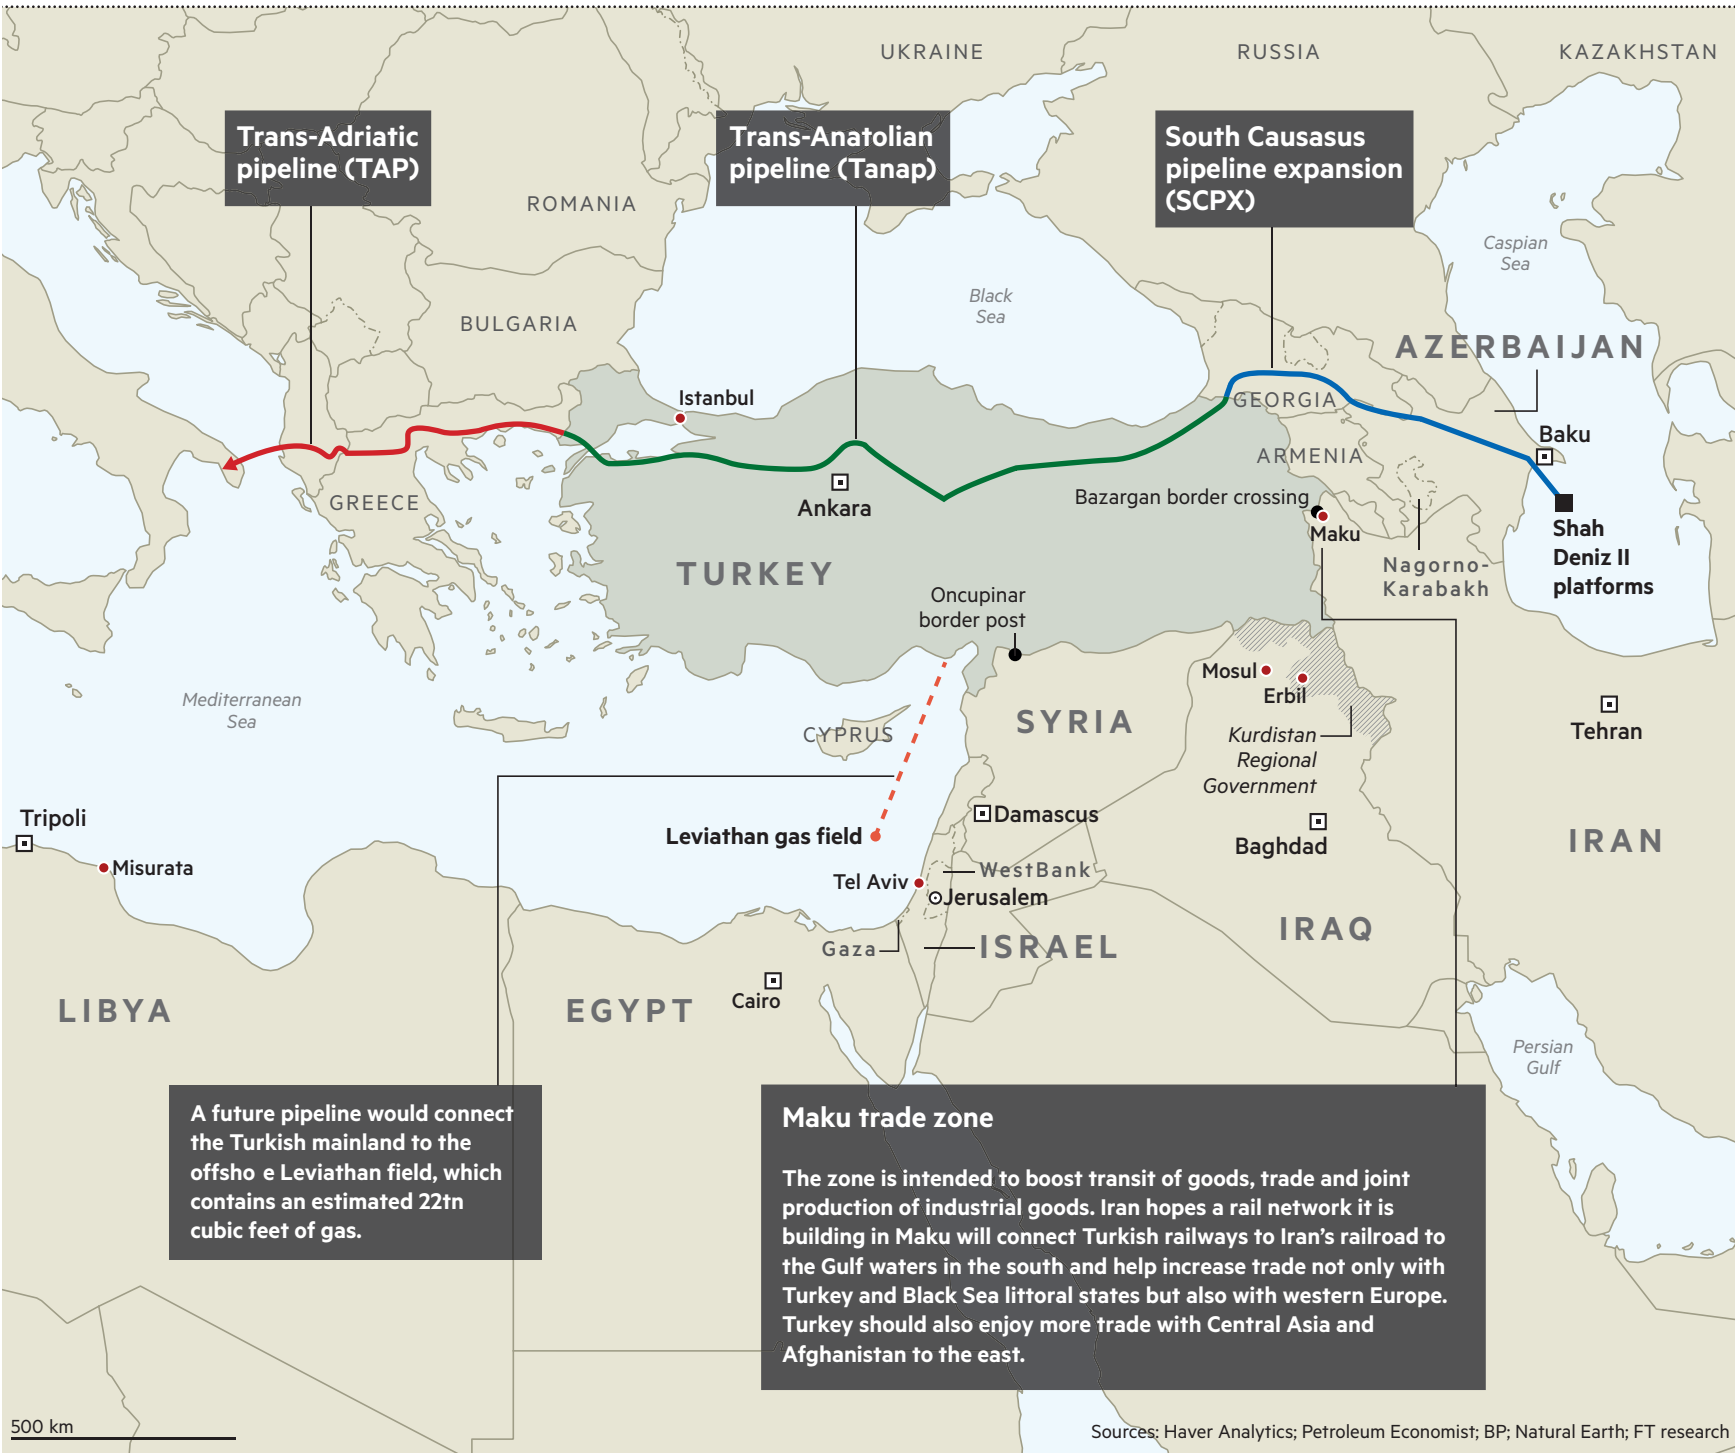 UKRAINE
RUSSIA
KAZAKHSTAN
Trans-Adriatic
pipeline (TAP)
Trans-Anatolian
pipeline (Tanap)
South Causasus
pipeline expansion
(SCPX)
ROMANIA
Caspian
Sea
Black
Sea
BULGARIA
AZERBAIJAN
Istanbul
GEORGIA
Baku
ARMENIA
GREECE
Ankara
Bazargan border crossing
Maku
Shah
Deniz II
platforms
TURKEY
Nagorno-
Karabakh
Oncupinar
border post
Mosul
Erbil
Mediterranean
Sea
CYPRUS
SYRIA
Kurdistan
Regional
Government
Tehran
Tripoli
Misurata
Leviathan gas field
Damascus
Baghdad
IRAN
Tel Aviv
WestBank
Jerusalem
Gaza
ISRAEL
IRAQ
LIBYA
EGYPT
Cairo
Persian
Gulf
A future pipeline would connect
the Turkish mainland to the
offsho e Leviathan field, which
contains an estimated 22tn
cubic feet of gas.
Maku trade zone
The zone is intended to boost transit of goods, trade and joint
production of industrial goods. Iran hopes a rail network it is
building in Maku will connect Turkish railways to Iran’s railroad to
the Gulf waters in the south and help increase trade not only with
Turkey and Black Sea littoral states but also with western Europe.
Turkey should also enjoy more trade with Central Asia and
Afghanistan to the east.
500 km
Sources: Haver Analytics; Petroleum Economist; BP; Natural Earth; FT research